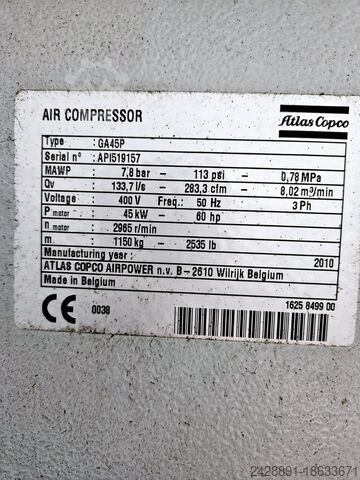 AIR COMPRESSOR
Atlas Copco
Type : GA45P
Serial n° : API519157
MAWP 7,8 bar – 113 psi – 0,78 MPa
Qv 133,7 l/s – 283,3 cfm – 8,02 m³/min
Voltage : 400 V Freq.: 50 Hz 3 Ph
P motor : 45 kW – 60 hp
n motor : 2965 r/min
m : 1150 kg – 2535 lb
Manufacturing year : 2010
ATLAS COPCO AIRPOWER n.v. B – 2610 Wilrijk Belgium
Made in Belgium
CE 0038
1625 8499 00
2428891-18633671